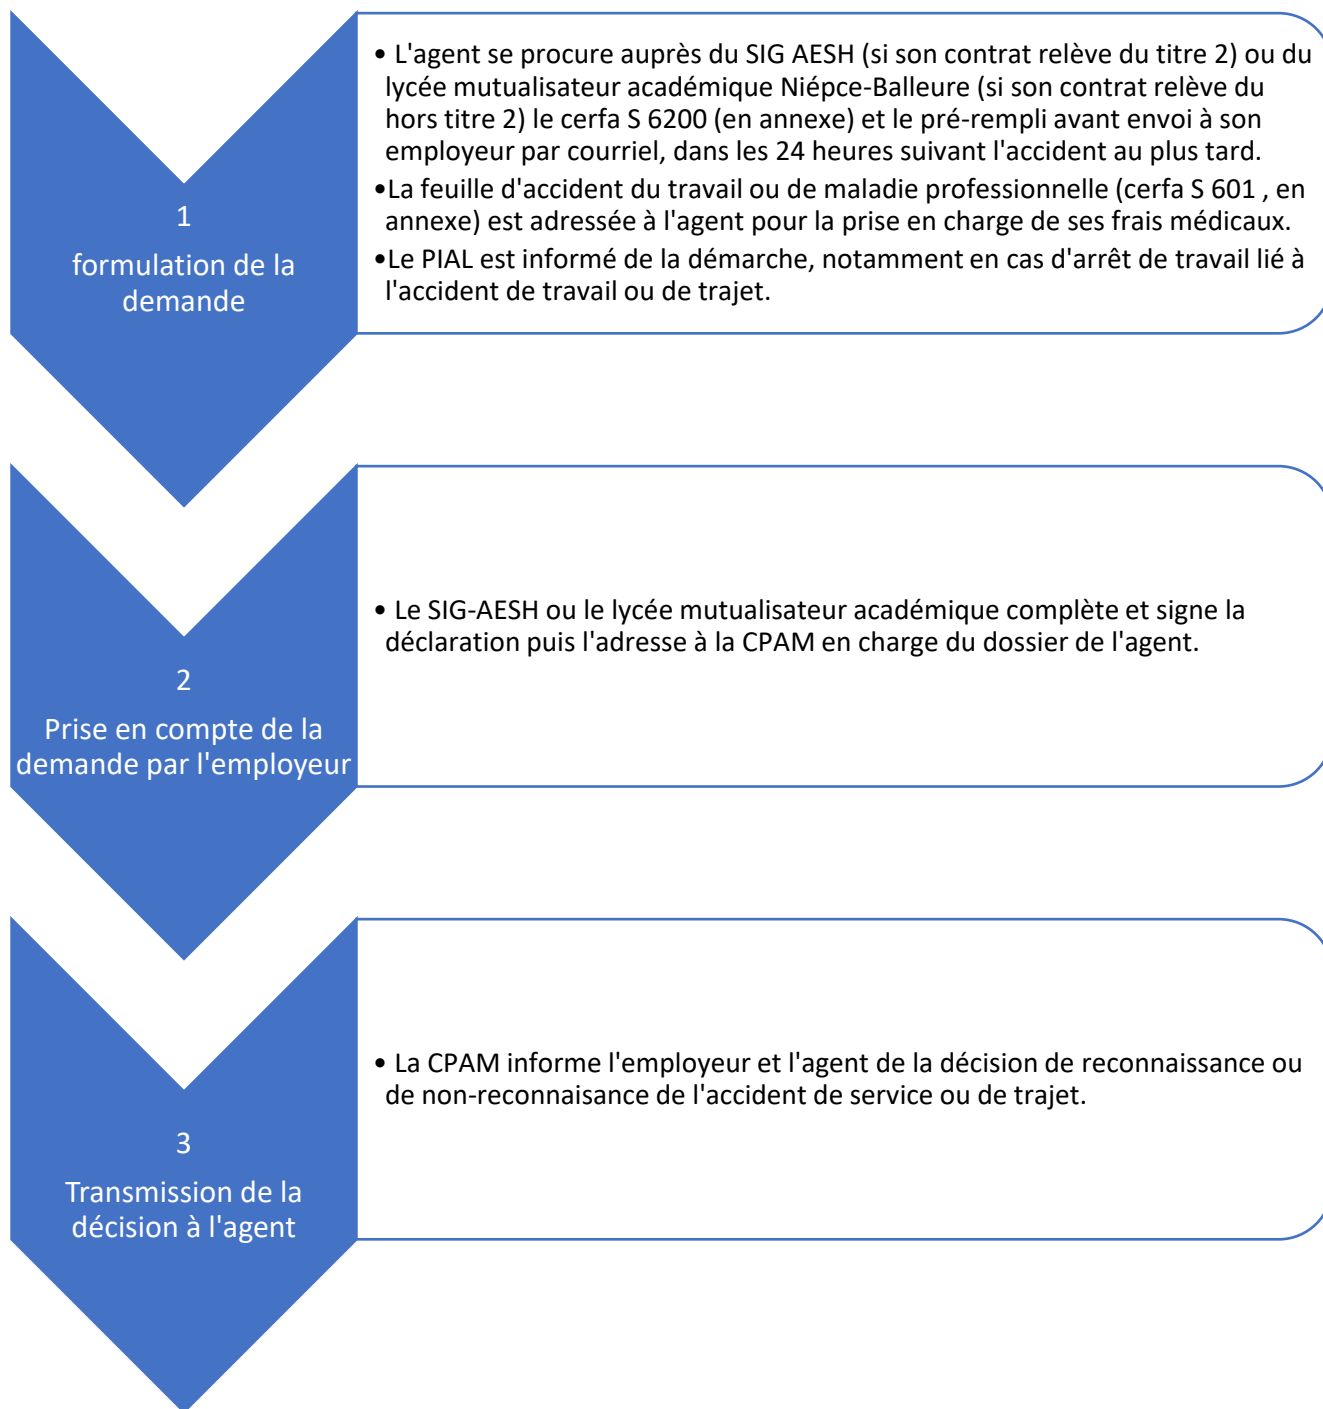 1
formulation de la
demande
• L'agent se procure auprès du SIG AESH (si son contrat relève du titre 2) ou du
lycée mutualisateur académique Niépce-Balleure (si son contrat relève du
hors titre 2) le cerfa S 6200 (en annexe) et le pré-rempli avant envoi à son
employeur par courriel, dans les 24 heures suivant l'accident au plus tard.
•La feuille d'accident du travail ou de maladie professionnelle (cerfa S 601 , en
annexe) est adressée à l'agent pour la prise en charge de ses frais médicaux.
•Le PIAL est informé de la démarche, notamment en cas d'arrêt de travail lié à
l'accident de travail ou de trajet.
2
Prise en compte de la
demande par l'employeur
• Le SIG-AESH ou le lycée mutualisateur académique complète et signe la
déclaration puis l'adresse à la CPAM en charge du dossier de l'agent.
3
Transmission de la
décision à l'agent
• La CPAM informe l'employeur et l'agent de la décision de reconnaissance ou
de non-reconnaisance de l'accident de service ou de trajet.